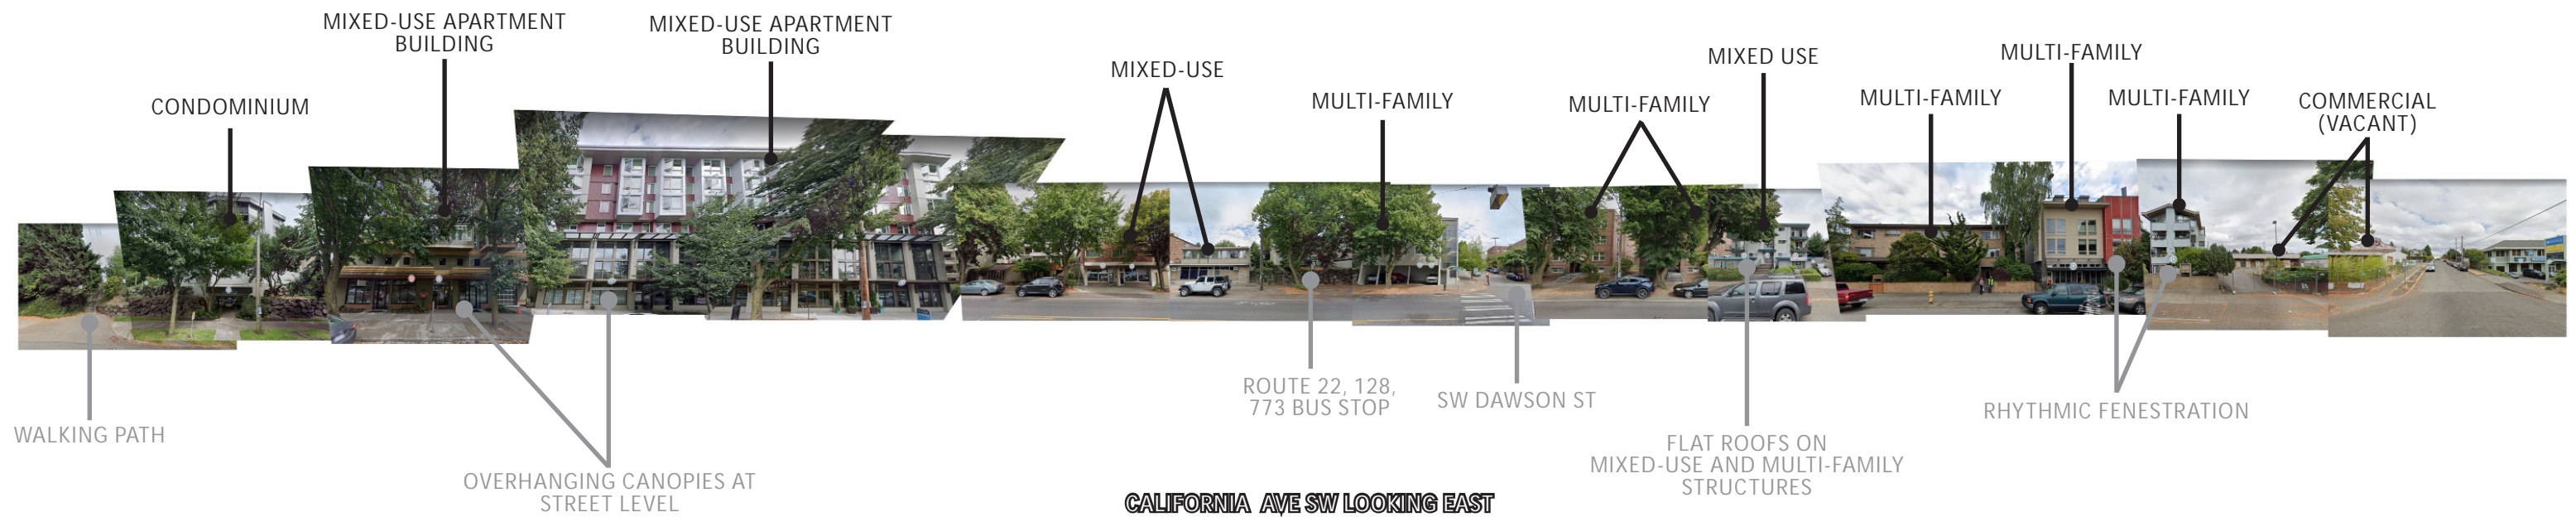 MIXED-USE APARTMENT
BUILDING
MIXED-USE APARTMENT
BUILDING
MIXED-USE
MIXED USE
MULTI-FAMILY
CONDOMINIUM
MULTI-FAMILY
MULTI-FAMILY
MULTI-FAMILY
MULTI-FAMILY
COMMERCIAL
(VACANT)
WALKING PATH
OVERHANGING CANOPIES AT
STREET LEVEL
ROUTE 22, 128,
773 BUS STOP
SW DAWSON ST
FLAT ROOFS ON
MIXED-USE AND MULTI-FAMILY
STRUCTURES
RHYTHMIC FENESTRATION
CALIFORNIA AVE SW LOOKING EAST